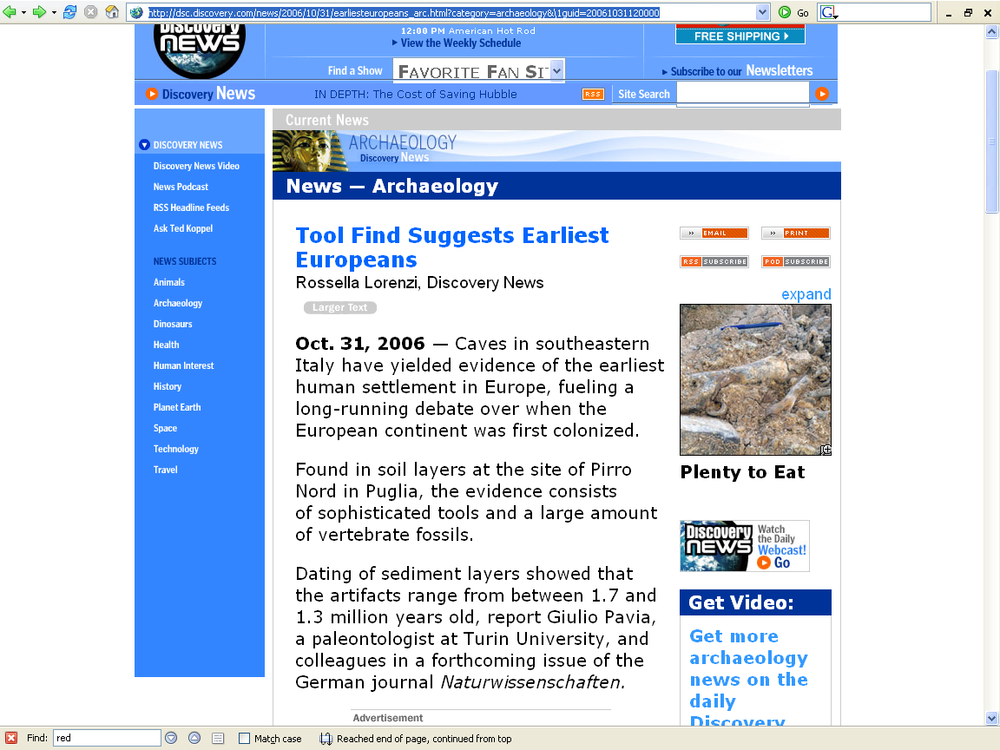 http://dsc.discovery.com/news/2006/10/31/earliesteuropeans_arc.html?category=archaeology&\1guid=20061031120000
Go
G
Discovery
NEWS
12:00 PM American Hot Rod
View the Weekly Schedule
FREE SHIPPING
Find a Show
FAVORITE FAN SIT
Subscribe to our Newsletters
Discovery News
IN DEPTH: The Cost of Saving Hubble
RSS
Site Search
Current News
ARCHAEOLOGY
Discovery News
News — Archaeology
DISCOVERY NEWS
Discovery News Video
News Podcast
RSS Headline Feeds
Ask Ted Koppel
NEWS SUBJECTS
Animals
Archaeology
Dinosaurs
Health
Human Interest
History
Planet Earth
Space
Technology
Travel
Tool Find Suggests Earliest
Europeans
Rossella Lorenzi, Discovery News
Larger Text
Oct. 31, 2006 — Caves in southeastern
Italy have yielded evidence of the earliest
human settlement in Europe, fueling a
long-running debate over when the
European continent was first colonized.
Found in soil layers at the site of Pirro
Nord in Puglia, the evidence consists
of sophisticated tools and a large amount
of vertebrate fossils.
Dating of sediment layers showed that
the artifacts range from between 1.7 and
1.3 million years old, report Giulio Pavia,
a paleontologist at Turin University, and
colleagues in a forthcoming issue of the
German journal Naturwissenschaften.
Advertisement
EMAIL
PRINT
RSS SUBSCRIBE
POD SUBSCRIBE
expand
Plenty to Eat
Discovery
NEWS
Watch
the Daily
Webcast!
Go
Get Video:
Get more
archaeology
news on the
daily
Discovery
Find: red
Match case
Reached end of page, continued from top